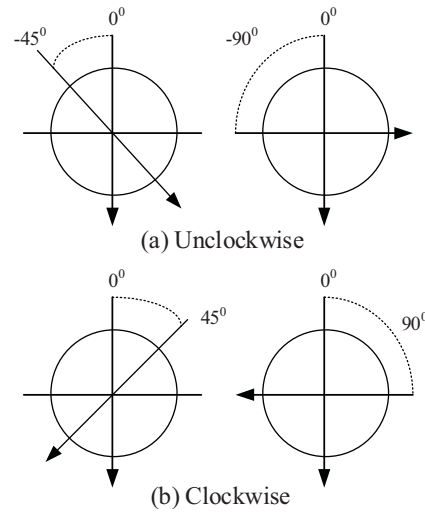 0⁰ 0⁰
-45⁰ -90⁰
(a) Unclockwise
0⁰ 0⁰
45⁰ 90⁰
(b) Clockwise